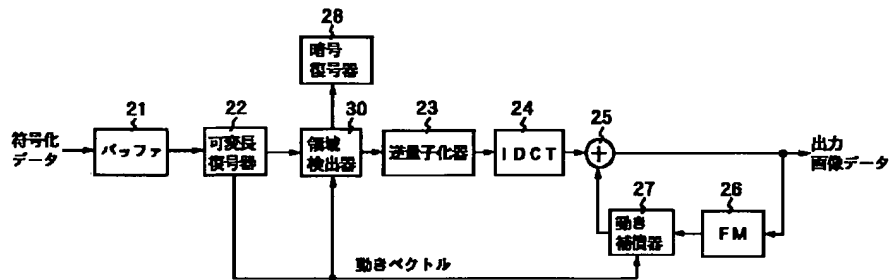 28
暗号
復号器
21
22
30
23
24
25
符号化
データ
バッファ
可変長
復号器
領域
検出器
逆量子化器
IDCT
+
出力
画像データ
27
26
動き
補償器
FM
動きベクトル